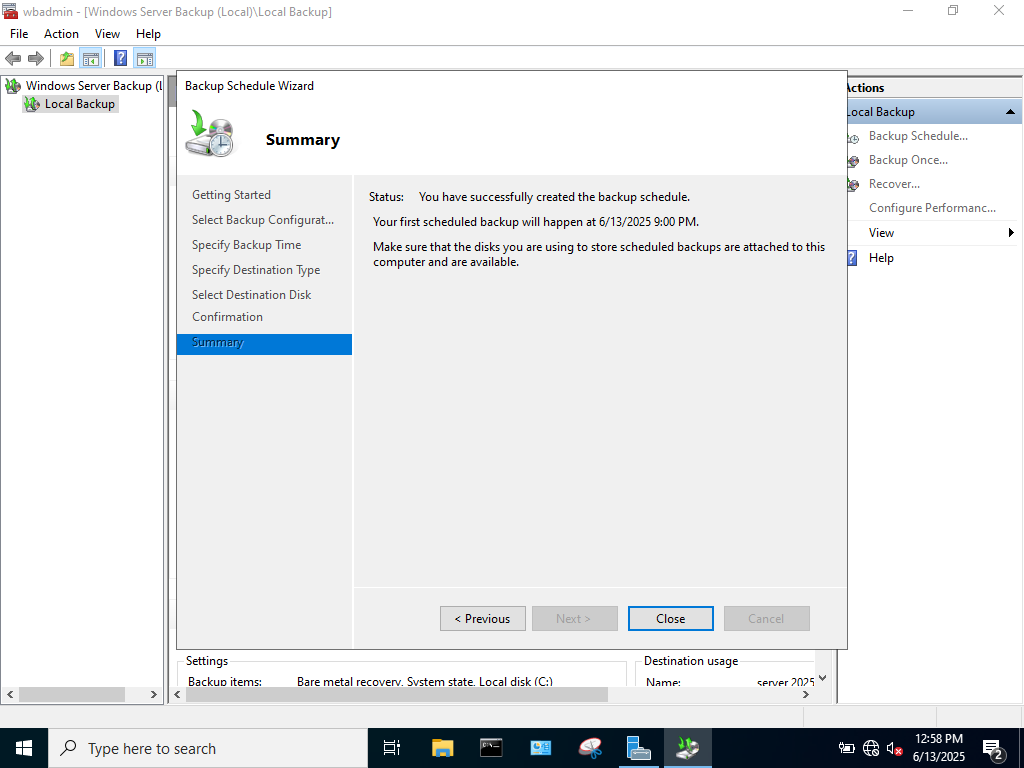 wbadmin - [Windows Server Backup (Local)\Local Backup]
File Action View Help
Windows Server Backup (L
Local Backup
Backup Schedule Wizard
Summary
Getting Started
Select Backup Configurat...
Specify Backup Time
Specify Destination Type
Select Destination Disk
Confirmation
Summary
Status: You have successfully created the backup schedule.
Your first scheduled backup will happen at 6/13/2025 9:00 PM.
Make sure that the disks you are using to store scheduled backups are attached to this
computer and are available.
< Previous Next > Close Cancel
Settings
Backup items: Bare metal recovery, System state, Local disk (C:)
Destination usage
Name: server 2025
Actions
Local Backup
Backup Schedule...
Backup Once...
Recover...
Configure Performanc...
View
Help
Type here to search
12:58 PM
6/13/2025
2